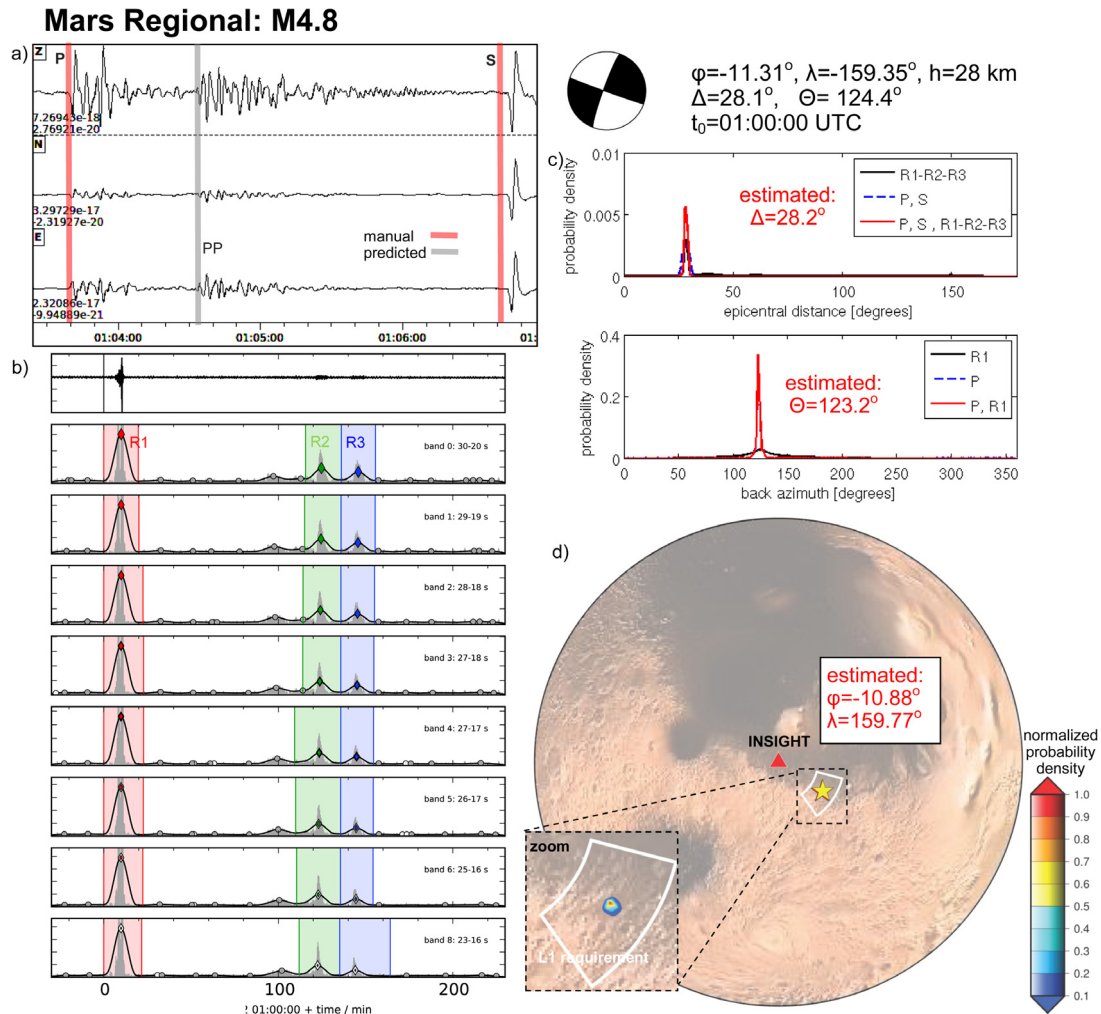 Mars Regional: M4.8
a)
Z
P
S
7.26943e-18
2.76921e-20
N
3.29729e-17
-2.31927e-20
E
PP
manual
predicted
2.32086e-17
-9.94889e-21
01:04:00
01:05:00
01:06:00
01:
φ=-11.31°, λ=-159.35°, h=28 km
Δ=28.1°, Θ= 124.4°
t₀=01:00:00 UTC
b)
R1
R2
R3
band 0: 30-20 s
band 1: 29-19 s
band 2: 28-18 s
band 3: 27-18 s
band 4: 27-17 s
band 5: 26-17 s
band 6: 25-16 s
band 8: 23-16 s
0
100
200
01:00:00 + time / min
c)
0.01
0.005
0
probability density
estimated:
Δ=28.2°
R1-R2-R3
P, S
P, S , R1-R2-R3
0
50
100
150
epicentral distance [degrees]
0.4
0.2
0
probability density
estimated:
Θ=123.2°
R1
P
P, R1
0
50
100
150
200
250
300
350
back azimuth [degrees]
d)
estimated:
φ=-10.88°
λ=159.77°
INSIGHT
zoom
L1 requirement
normalized
probability
density
1.0
0.9
0.8
0.7
0.6
0.5
0.4
0.3
0.2
0.1